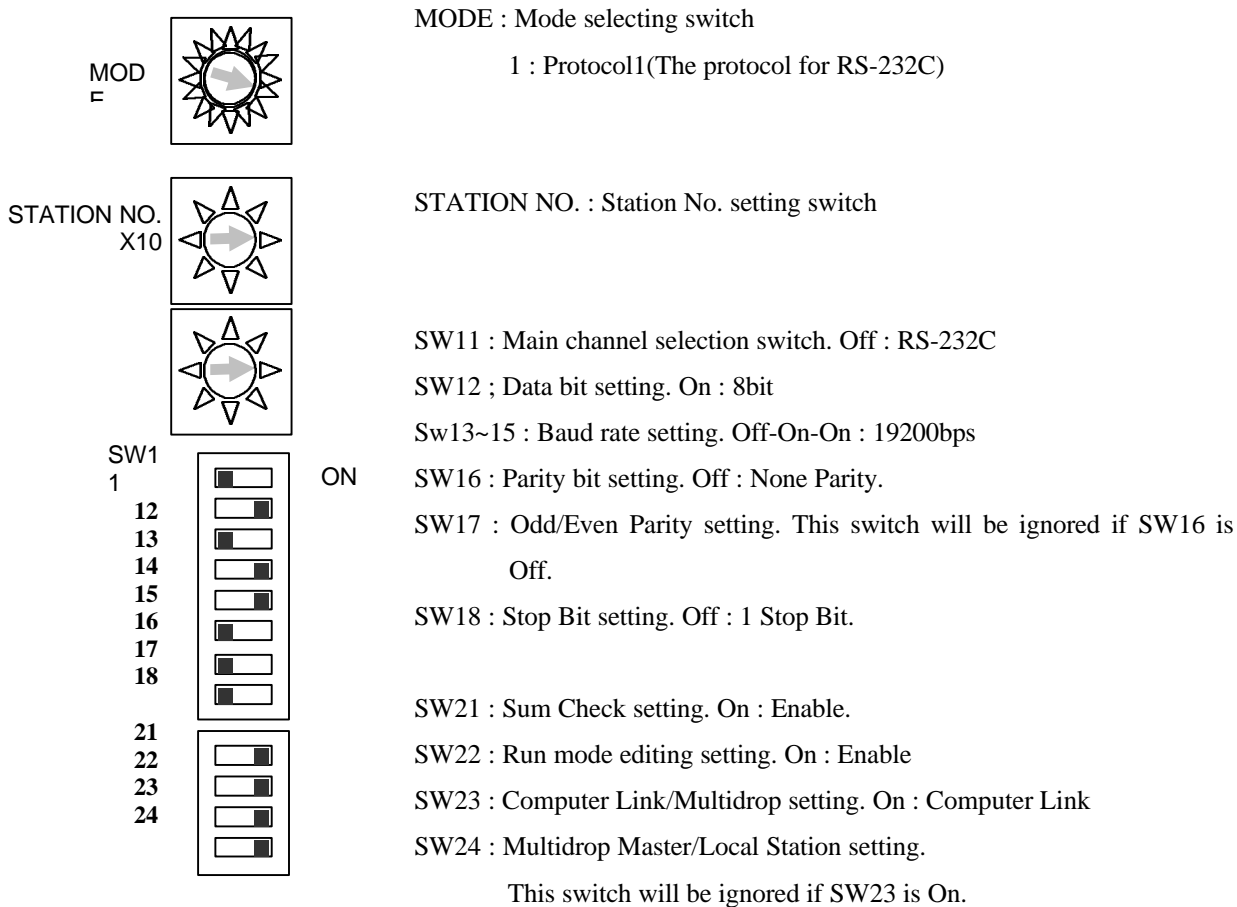 MODE : Mode selecting switch
1 : Protocol1(The protocol for RS-232C)
MOD
E
STATION NO. : Station No. setting switch
STATION NO.
X10
SW11 : Main channel selection switch. Off : RS-232C
SW12 ; Data bit setting. On : 8bit
Sw13~15 : Baud rate setting. Off-On-On : 19200bps
SW1
1
ON
SW16 : Parity bit setting. Off : None Parity.
SW17 : Odd/Even Parity setting. This switch will be ignored if SW16 is
Off.
SW18 : Stop Bit setting. Off : 1 Stop Bit.
12
13
14
15
16
17
18
SW21 : Sum Check setting. On : Enable.
SW22 : Run mode editing setting. On : Enable
SW23 : Computer Link/Multidrop setting. On : Computer Link
SW24 : Multidrop Master/Local Station setting.
This switch will be ignored if SW23 is On.
21
22
23
24